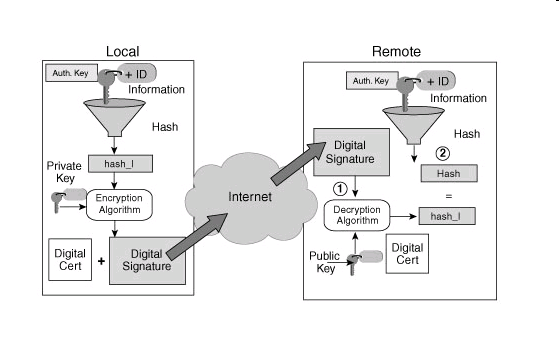 Local
Auth. Key
+ ID
Information
Hash
hash_I
Private
Key
Encryption
Algorithm
Digital
Cert
+
Digital
Signature
Internet
Remote
Auth. Key
+ ID
Information
Hash
Digital
Signature
2
Hash
=
1
Decryption
Algorithm
hash_I
Public
Key
Digital
Cert